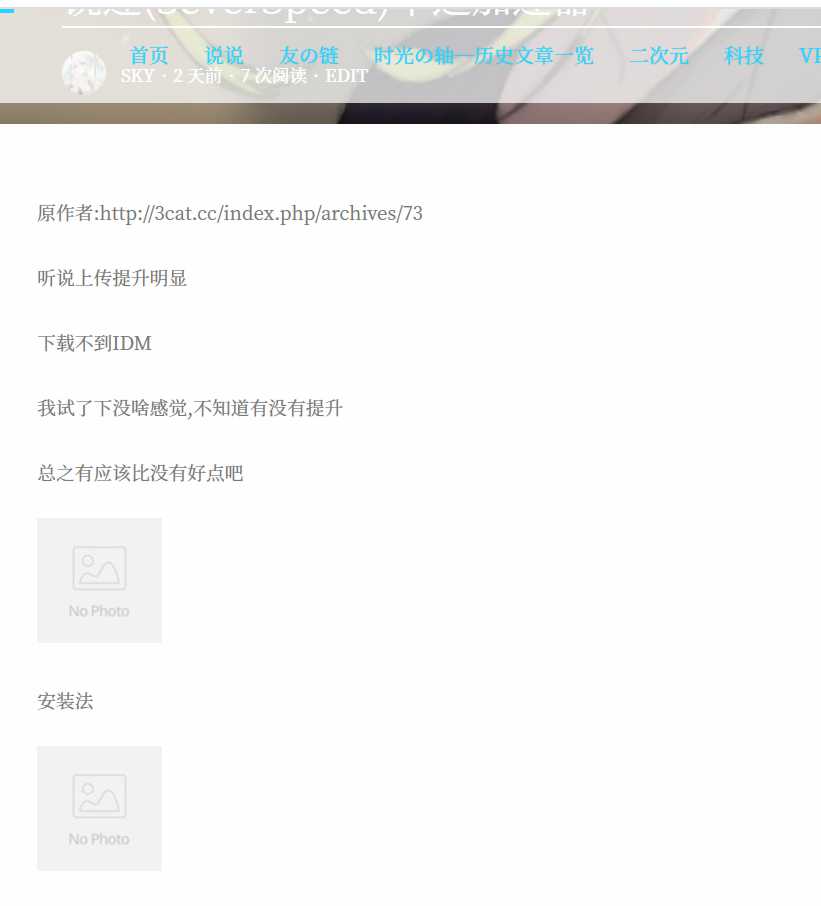 首页 说说 友の链 时光の轴—历史文章一览 二次元 科技
SKY · 2 天前 · 7 次阅读 · EDIT
原作者:http://3cat.cc/index.php/archives/73
听说上传提升明显
下载不到IDM
我试了下没啥感觉,不知道有没有提升
总之有应该比没有好点吧
No Photo
安装法
No Photo